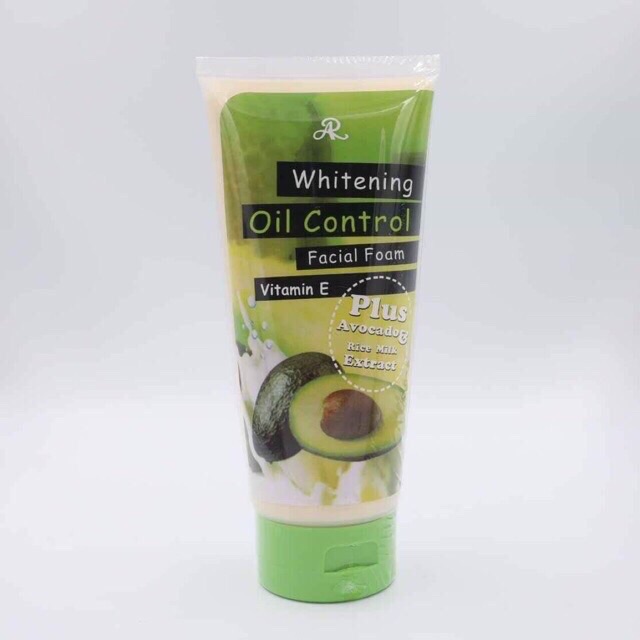 AR
Whitening
Oil Control
Facial Foam
Vitamin E
Plus
Avocado&
Rice Milk
Extract